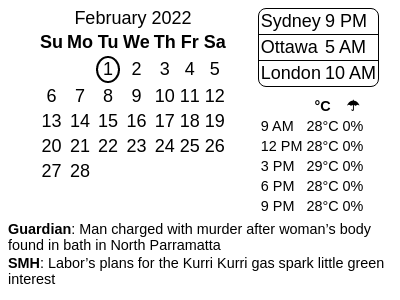 February 2022
Su Mo Tu We Th Fr Sa
1 2 3 4 5
6 7 8 9 10 11 12
13 14 15 16 17 18 19
20 21 22 23 24 25 26
27 28
Sydney 9 PM
Ottawa 5 AM
London 10 AM
°C ☂
9 AM 28°C 0%
12 PM 28°C 0%
3 PM 29°C 0%
6 PM 28°C 0%
9 PM 28°C 0%
Guardian: Man charged with murder after woman’s body
found in bath in North Parramatta
SMH: Labor’s plans for the Kurri Kurri gas spark little green
interest